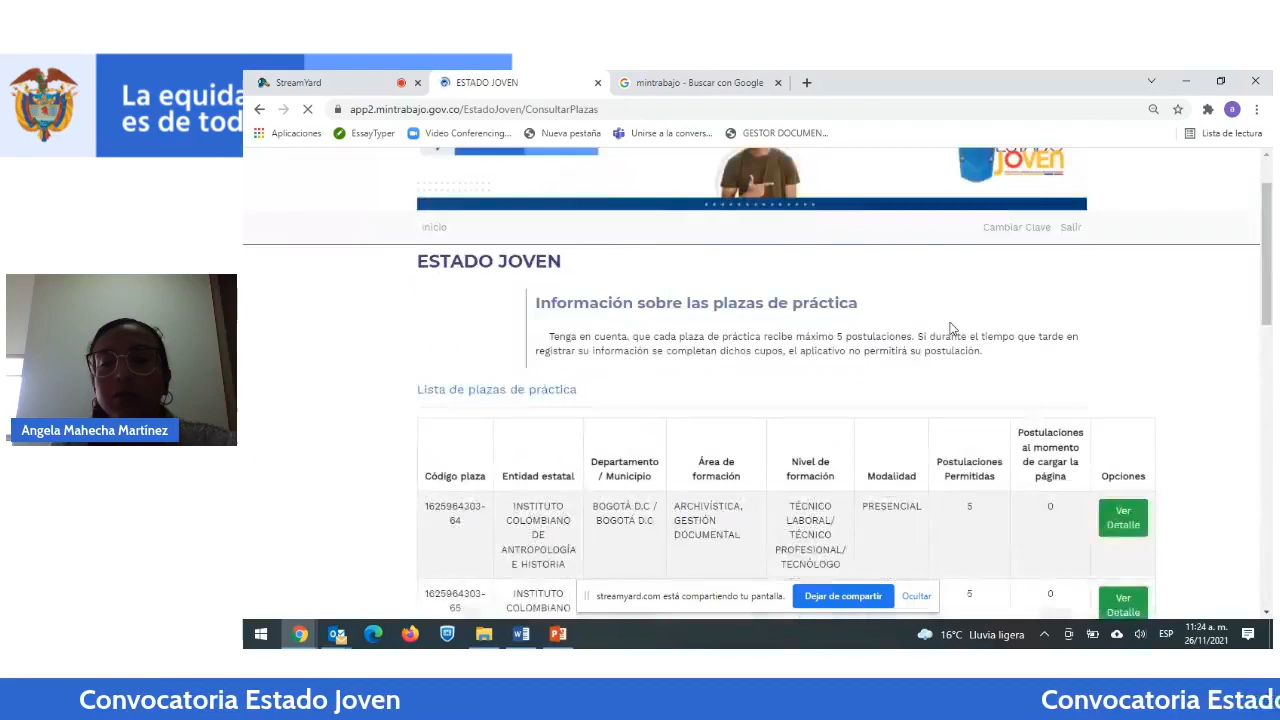 La equida
es de tod
StreamYard
ESTADO JOVEN
mintrabajo - Buscar con Google
app2.mintrabajo.gov.co/EstadoJoven/ConsultarPlazas
Aplicaciones
EssayTyper
Video Conferencing...
Nueva pestaña
Unirse a la convers...
GESTOR DOCUMEN...
Lista de lectura
JOVEN
Inicio
Cambiar Clave
Salir
ESTADO JOVEN
Información sobre las plazas de práctica
Tenga en cuenta, que cada plaza de práctica recibe máximo 5 postulaciones. Si durante el tiempo que tarde en
registrar su información se completan dichos cupos, el aplicativo no permitirá su postulación.
Lista de plazas de práctica
Código plaza
Entidad estatal
Departamento
/ Municipio
Área de
formación
Nivel de
formación
Modalidad
Postulaciones
Permitidas
Postulaciones
al momento
de cargar la
página
Opciones
1625964303-
64
INSTITUTO
COLOMBIANO
DE
ANTROPOLOGÍA
E HISTORIA
BOGOTÁ D.C /
BOGOTÁ D.C
ARCHIVÍSTICA,
GESTIÓN
DOCUMENTAL
TÉCNICO
LABORAL/
TÉCNICO
PROFESIONAL/
TECNÓLOGO
PRESENCIAL
5
0
Ver
Detalle
1625964303-
65
INSTITUTO
COLOMBIANO
5
0
Ver
Detalle
streamyard.com está compartiendo tu pantalla.
Dejar de compartir
Ocultar
Angela Mahecha Martínez
16°C Lluvia ligera
ESP
11:24 a. m.
26/11/2021
Convocatoria Estado Joven
Convocatoria Estado